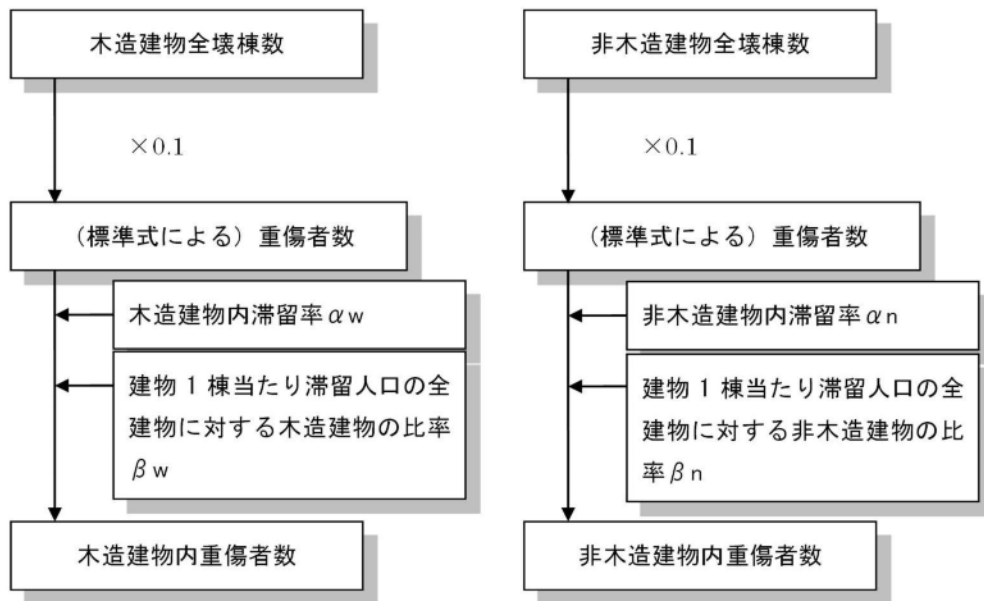 木造建物全壊棟数
×0.1
(標準式による) 重傷者数
木造建物内滞留率αw
建物1棟当たり滞留人口の全
建物に対する木造建物の比率
βw
木造建物内重傷者数
非木造建物全壊棟数
×0.1
(標準式による) 重傷者数
非木造建物内滞留率αn
建物1棟当たり滞留人口の全
建物に対する非木造建物の比
率βn
非木造建物内重傷者数